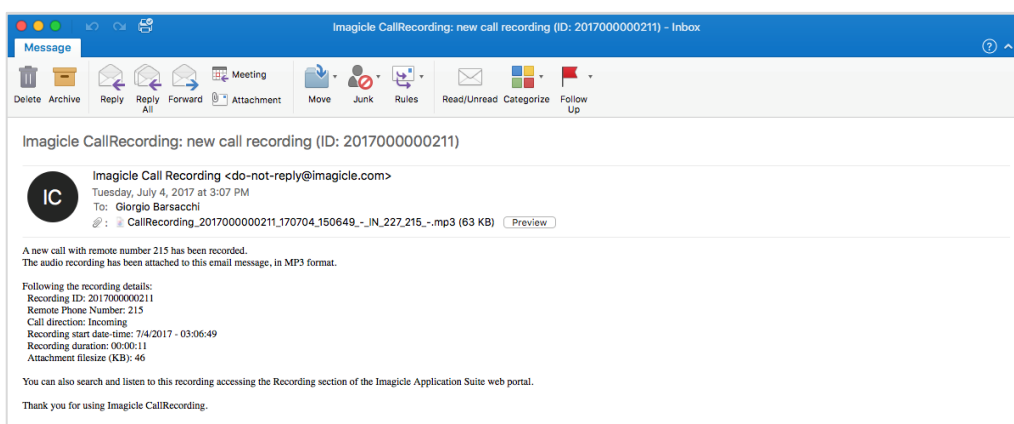 Imagicle CallRecording: new call recording (ID: 2017000000211) - Inbox
Message
Delete
Archive
Reply
Reply All
Forward
Meeting
Attachment
Move
Junk
Rules
Read/Unread
Categorize
Follow Up
Imagicle CallRecording: new call recording (ID: 2017000000211)
IC
Imagicle Call Recording <do-not-reply@imagicle.com>
Tuesday, July 4, 2017 at 3:07 PM
To: Giorgio Barsacchi
: CallRecording_2017000000211_170704_150649_-_IN_227_215_-.mp3 (63 KB) Preview
A new call with remote number 215 has been recorded.
The audio recording has been attached to this email message, in MP3 format.
Following the recording details:
Recording ID: 2017000000211
Remote Phone Number: 215
Call direction: Incoming
Recording start date-time: 7/4/2017 - 03:06:49
Recording duration: 00:00:11
Attachment filesize (KB): 46
You can also search and listen to this recording accessing the Recording section of the Imagicle Application Suite web portal.
Thank you for using Imagicle CallRecording.